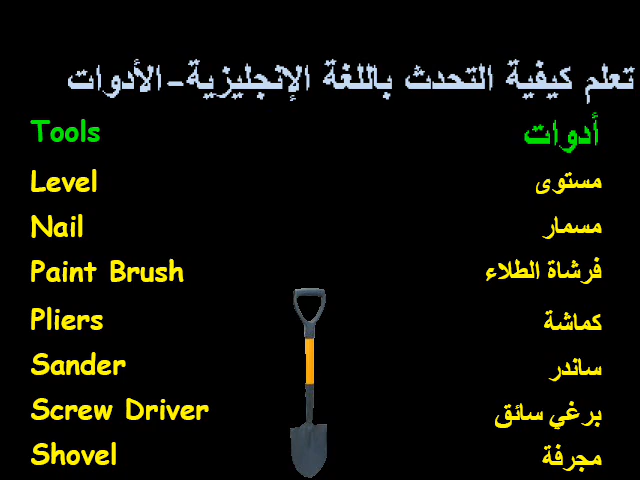 تعلم كيفية التحدث باللغة الإنجليزية-الأدوات
Tools أدوات
Level مستوى
Nail مسمار
Paint Brush فرشاة الطلاء
Pliers كماشة
Sander ساندر
Screw Driver برغي سائق
Shovel مجرفة